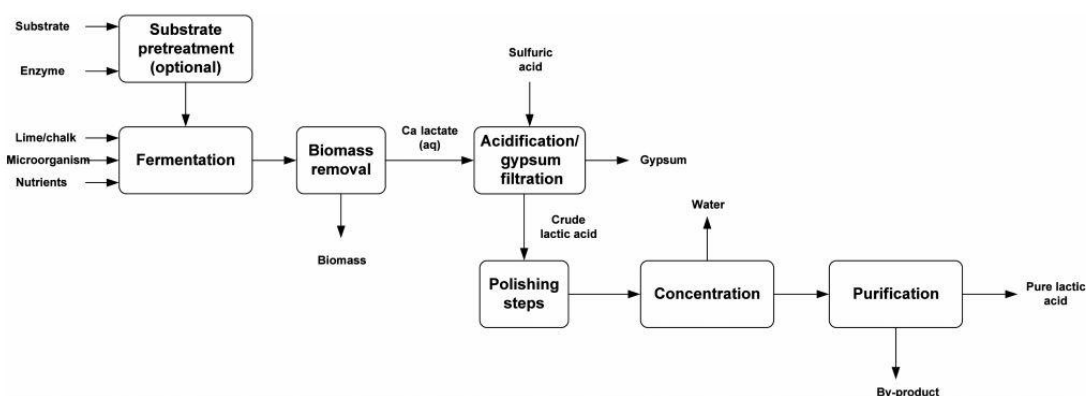 Substrate
Enzyme
Substrate
pretreatment
(optional)
Lime/chalk
Microorganism
Nutrients
Fermentation
Biomass
removal
Biomass
Ca lactate
(aq)
Sulfuric
acid
Acidification/
gypsum
filtration
Gypsum
Crude
lactic acid
Polishing
steps
Water
Concentration
Purification
Pure lactic
acid
By-product